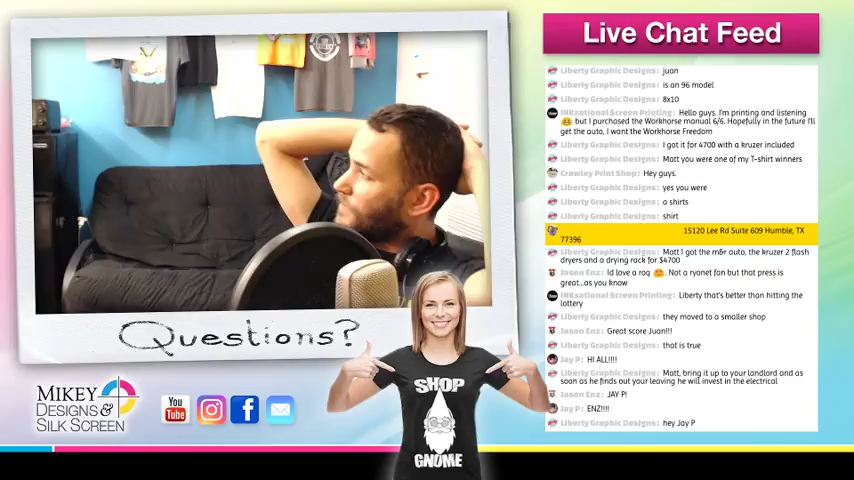 Live Chat Feed
Liberty Graphic Designs: juan
Liberty Graphic Designs: is an 96 model
Liberty Graphic Designs: 8x10
INKsational Screen Printing: Hello guys. I'm printing and listening
but I purchased the Workhorse manual 6/6. Hopefully in the future I'll
get the auto, I want the Workhorse Freedom
Liberty Graphic Designs: I got it for 4700 with a kruzer included
Liberty Graphic Designs: Matt you were one of my T-shirt winners
Crawley Print Shop: Hey guys.
Liberty Graphic Designs: yes you were
Liberty Graphic Designs: a shirts
Liberty Graphic Designs: shirt
15120 Lee Rd Suite 609 Humble, TX
77396
Liberty Graphic Designs: Matt I got the m&r auto, the kruzer 2 flash
dryers and a drying rack for $4700
Jason Enz: Id love a roq 😊. Not a ryonet fan but that press is
great...as you know
INKsational Screen Printing: Liberty that's better than hitting the
lottery
Liberty Graphic Designs: they moved to a smaller shop
Jason Enz: Great score Juan!!!
Liberty Graphic Designs: that is true
Jay P: HI ALL!!!!
Liberty Graphic Designs: Matt, bring it up to your landlord and as
soon as he finds out your leaving he will invest in the electrical
Jason Enz: JAY P!
Jay P: ENZ!!!!
Liberty Graphic Designs: hey Jay P
Questions?
MIKEY
DESIGNS &
SILK SCREEN
You
Tube
SHOP
GNOME